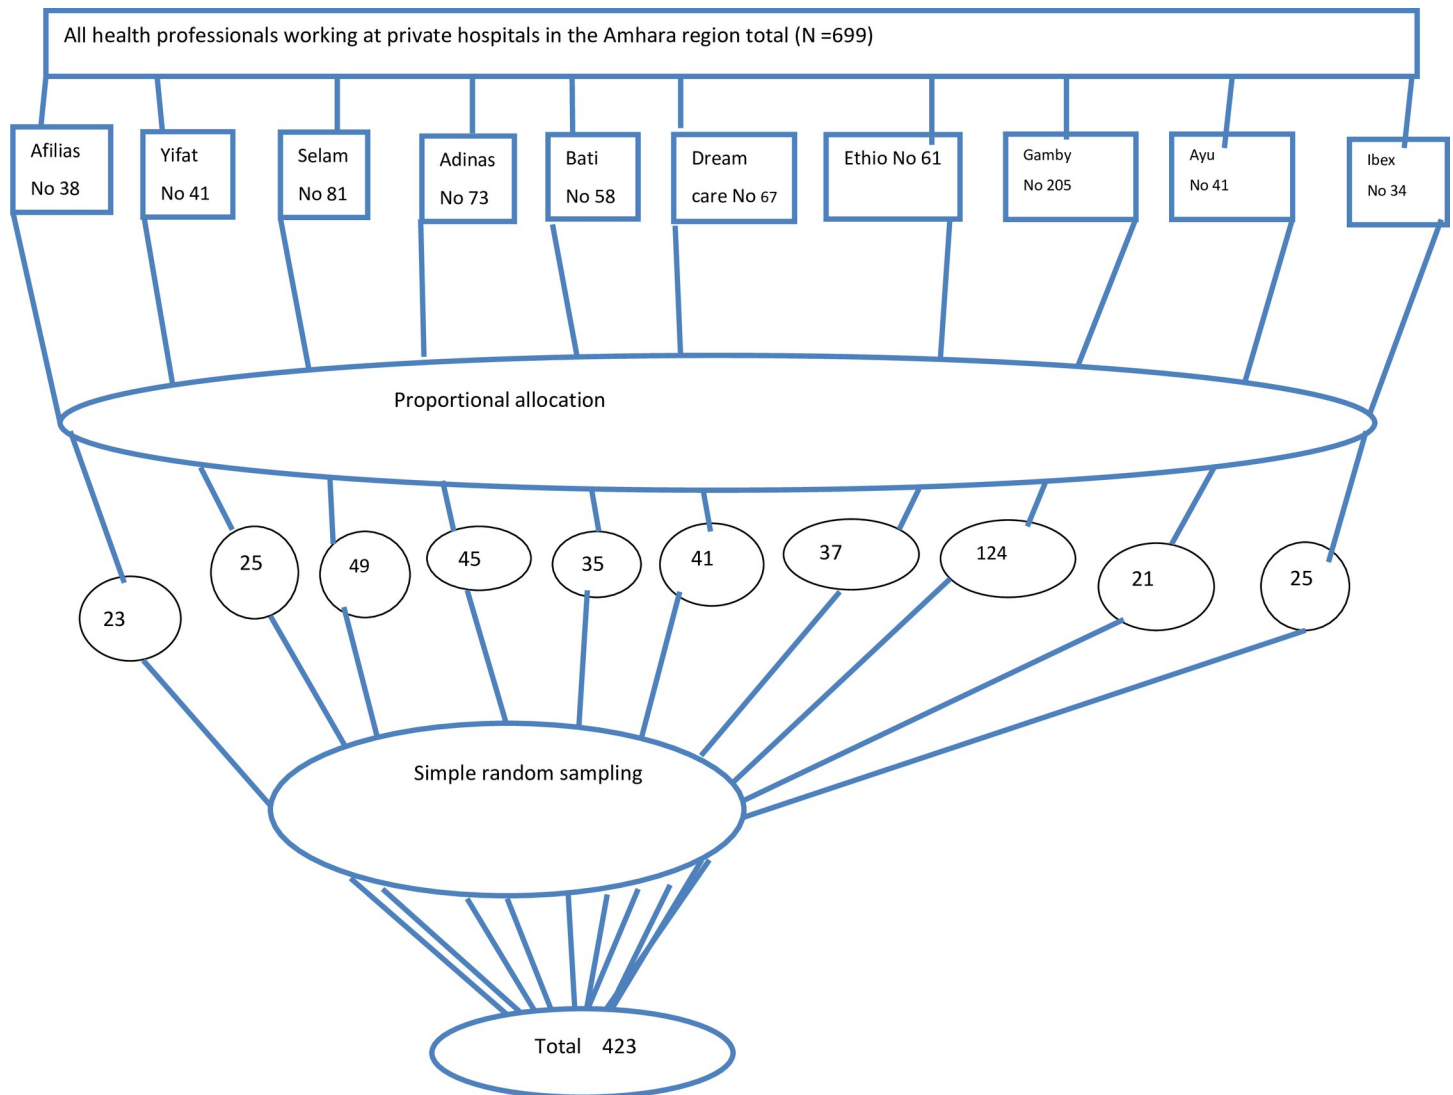 All health professionals working at private hospitals in the Amhara region total (N =699)
Afilias
No 38
Yifat
No 41
Selam
No 81
Adinas
No 73
Bati
No 58
Dream
care No 67
Ethio No 61
Gamby
No 205
Ayu
No 41
Ibex
No 34
Proportional allocation
23
25
49
45
35
41
37
124
21
25
Simple random sampling
Total 423